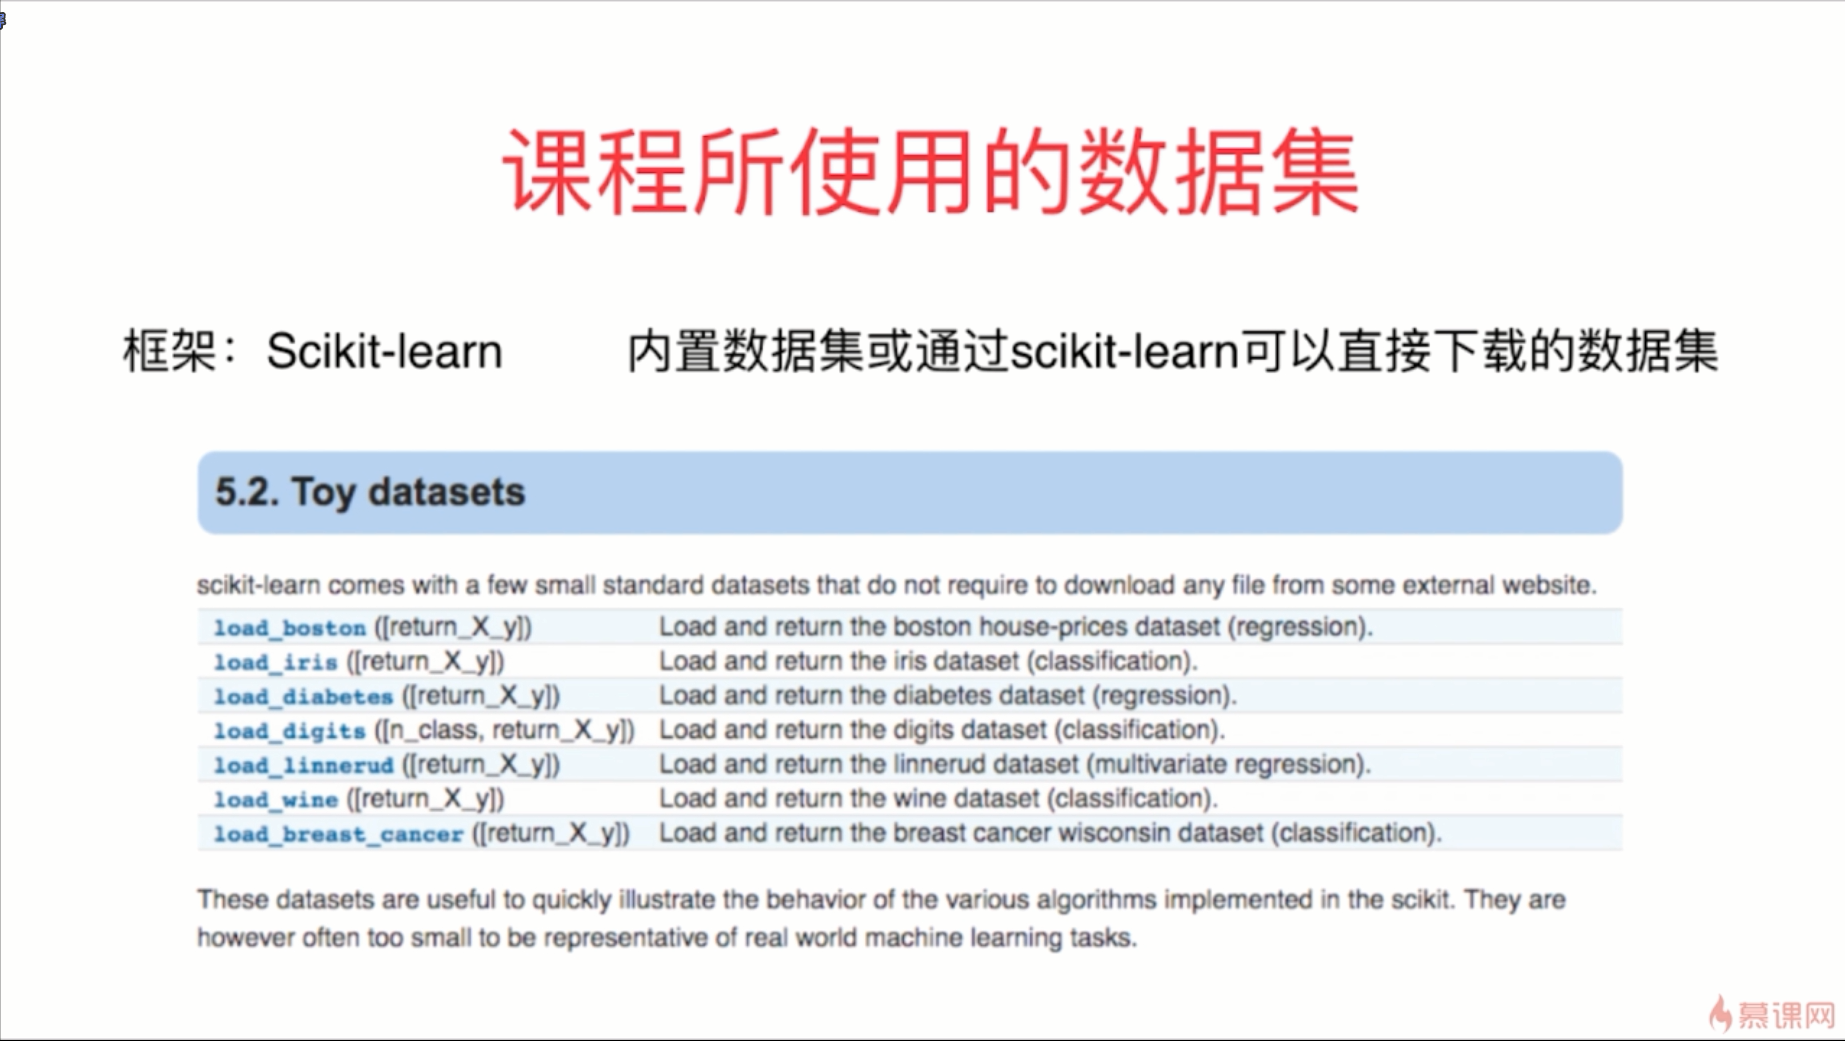 课程所使用的数据集
框架：Scikit-learn 内置数据集或通过scikit-learn可以直接下载的数据集
5.2. Toy datasets
scikit-learn comes with a few small standard datasets that do not require to download any file from some external website.
load_boston ([return_X_y]) Load and return the boston house-prices dataset (regression).
load_iris ([return_X_y]) Load and return the iris dataset (classification).
load_diabetes ([return_X_y]) Load and return the diabetes dataset (regression).
load_digits ([n_class, return_X_y]) Load and return the digits dataset (classification).
load_linnerud ([return_X_y]) Load and return the linnerud dataset (multivariate regression).
load_wine ([return_X_y]) Load and return the wine dataset (classification).
load_breast_cancer ([return_X_y]) Load and return the breast cancer wisconsin dataset (classification).
These datasets are useful to quickly illustrate the behavior of the various algorithms implemented in the scikit. They are
however often too small to be representative of real world machine learning tasks.
慕课网